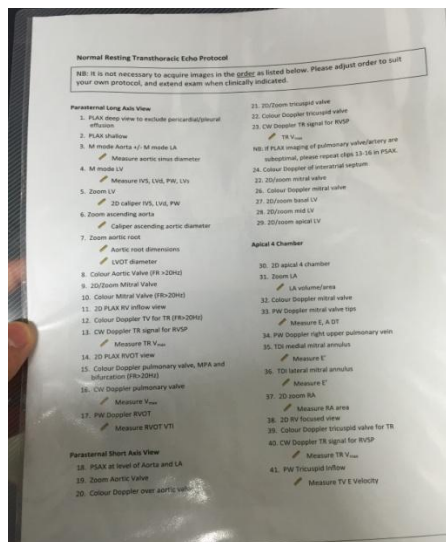 Normal Resting Transthoracic Echo Protocol
NB: It is not necessary to acquire images in the order as listed below. Please adjust order to suit
your own protocol, and extend exam when clinically indicated.
Parasternal Long Axis View
1. PLAX deep view to exclude pericardial/pleural
effusion
2. PLAX shallow
3. M mode Aorta +/- M mode LA
Measure aortic sinus diameter
4. M mode LV
Measure IVS, LVd, PW, LVs
5. Zoom LV
2D caliper IVS, LVd, PW
6. Zoom ascending aorta
Caliper ascending aortic diameter
7. Zoom aortic root
Aortic root dimensions
LVOT diameter
8. Colour Aortic Valve (FR >20Hz)
9. 2D/Zoom Mitral Valve
10. Colour Mitral Valve (FR>20Hz)
11. 2D PLAX RV inflow view
12. Colour Doppler TV for TR (FR>20Hz)
13. CW Doppler TR signal for RVSP
Measure TR Vmax
14. 2D PLAX RVOT view
15. Colour Doppler pulmonary valve, MPA and
bifurcation (FR>20Hz)
16. CW Doppler pulmonary valve
Measure Vmax
17. PW Doppler RVOT
Measure RVOT VTI
Parasternal Short Axis View
18. PSAX at level of Aorta and LA
19. Zoom Aortic Valve
20. Colour Doppler over aortic valve
21. 2D/Zoom tricuspid valve
22. Colour Doppler tricuspid valve
23. CW Doppler TR signal for RVSP
TR Vmax
NB: If PLAX imaging of pulmonary valve/artery are
suboptimal, please repeat clips 13-16 in PSAX.
24. Colour Doppler of interatrial septum
22. 2D/zoom mitral valve
26. Colour Doppler mitral valve
27. 2D/zoom basal LV
28. 2D/zoom mid LV
29. 2D/zoom apical LV
Apical 4 Chamber
30. 2D apical 4 chamber
31. Zoom LA
LA volume/area
32. Colour Doppler mitral valve
33. PW Doppler mitral valve tips
Measure E, A DT
34. PW Doppler right upper pulmonary vein
35. TDI medial mitral annulus
Measure E'
36. TDI lateral mitral annulus
Measure E'
37. 2D zoom RA
Measure RA area
38. 2D RV focused view
39. Colour Doppler tricuspid valve for TR
40. CW Doppler TR signal for RVSP
Measure TR Vmax
41. PW Tricuspid Inflow
Measure TV E Velocity